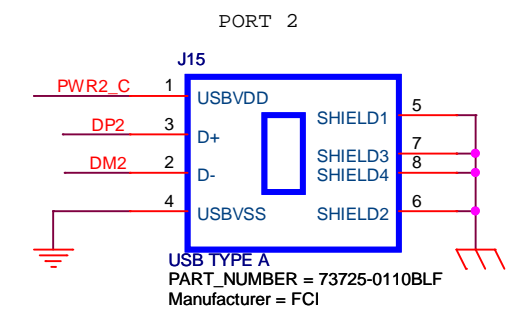 PORT 2
J15
PWR2_C 1 USBVDD SHIELD1 5
DP2 3 D+ SHIELD3 7
DM2 2 D- SHIELD4 8
4 USBVSS SHIELD2 6
USB TYPE A
PART_NUMBER = 73725-0110BLF
Manufacturer = FCI